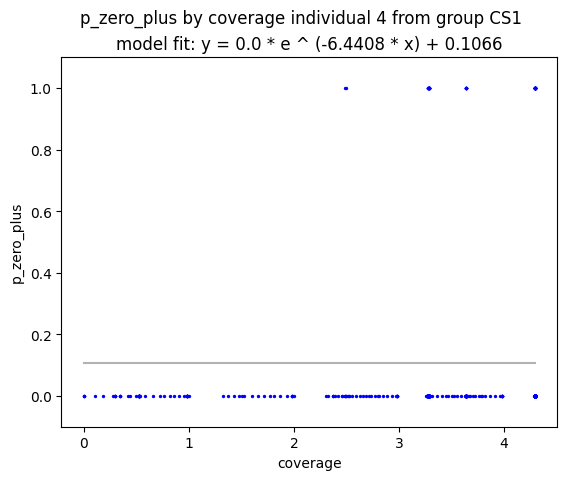 p_zero_plus by coverage individual 4 from group CS1
model fit: y = 0.0 * e ^ (-6.4408 * x) + 0.1066
1.0
0.8
0.6
0.4
0.2
0.0
p_zero_plus
0 1 2 3 4
coverage